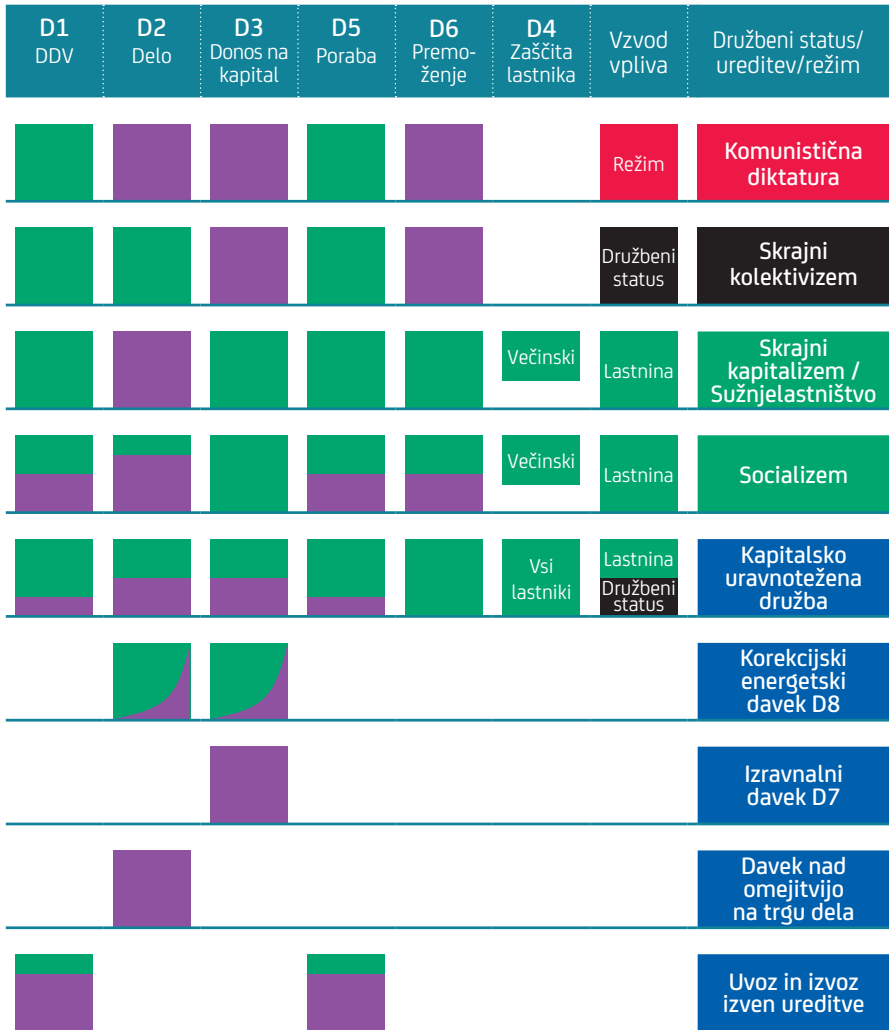 D1
DDV
D2
Delo
D3
Donos na
kapital
D5
Poraba
D6
Premo-
ženje
D4
Zaščita
lastnika
Vzvod
vpliva
Družbeni status/
ureditev/režim
Režim
Komunistična
diktatura
Družbeni
status
Skrajni
kolektivizem
Večinski
Lastnina
Skrajni
kapitalizem /
Sužnjelastništvo
Večinski
Lastnina
Socializem
Vsi
lastniki
Lastnina
Družbeni
status
Kapitalsko
uravnotežena
družba
Korekcijski
energetski
davek D8
Izravnalni
davek D7
Davek nad
omejitvijo
na trgu dela
Uvoz in izvoz
izven ureditve